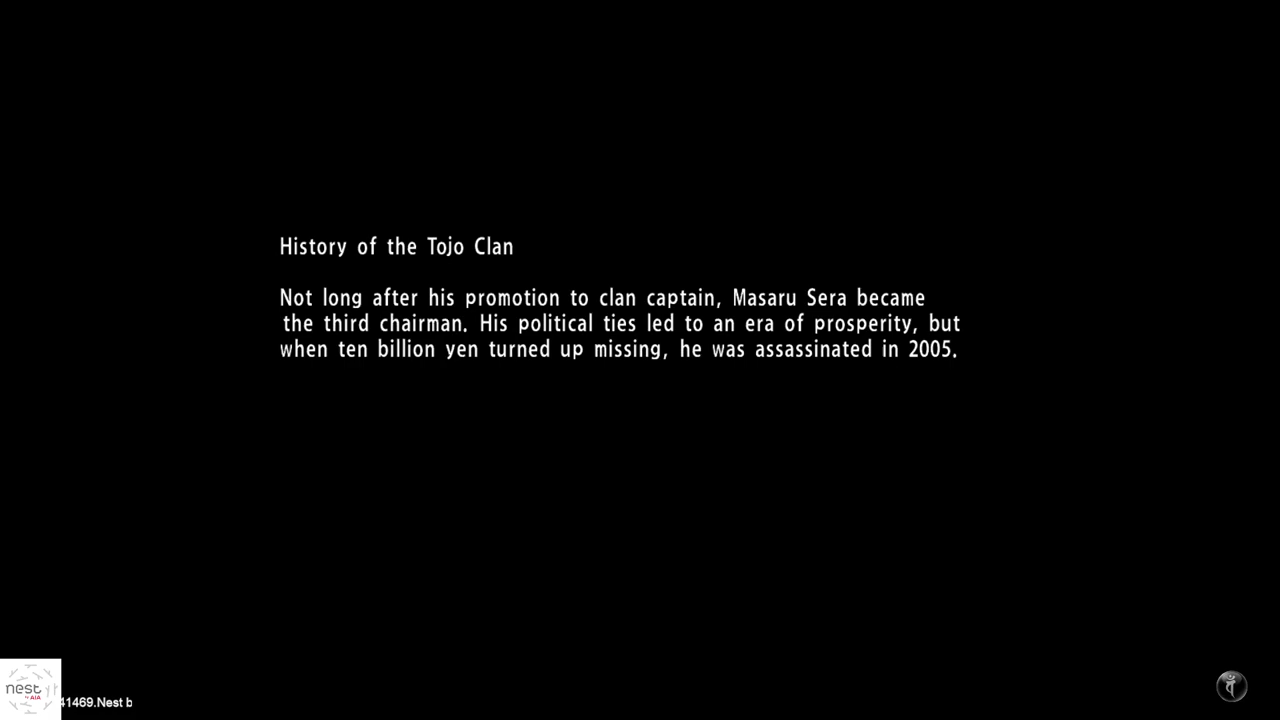 History of the Tojo Clan
Not long after his promotion to clan captain, Masaru Sera became
the third chairman. His political ties led to an era of prosperity, but
when ten billion yen turned up missing, he was assassinated in 2005.
nest
by AIA
41469.Nest b